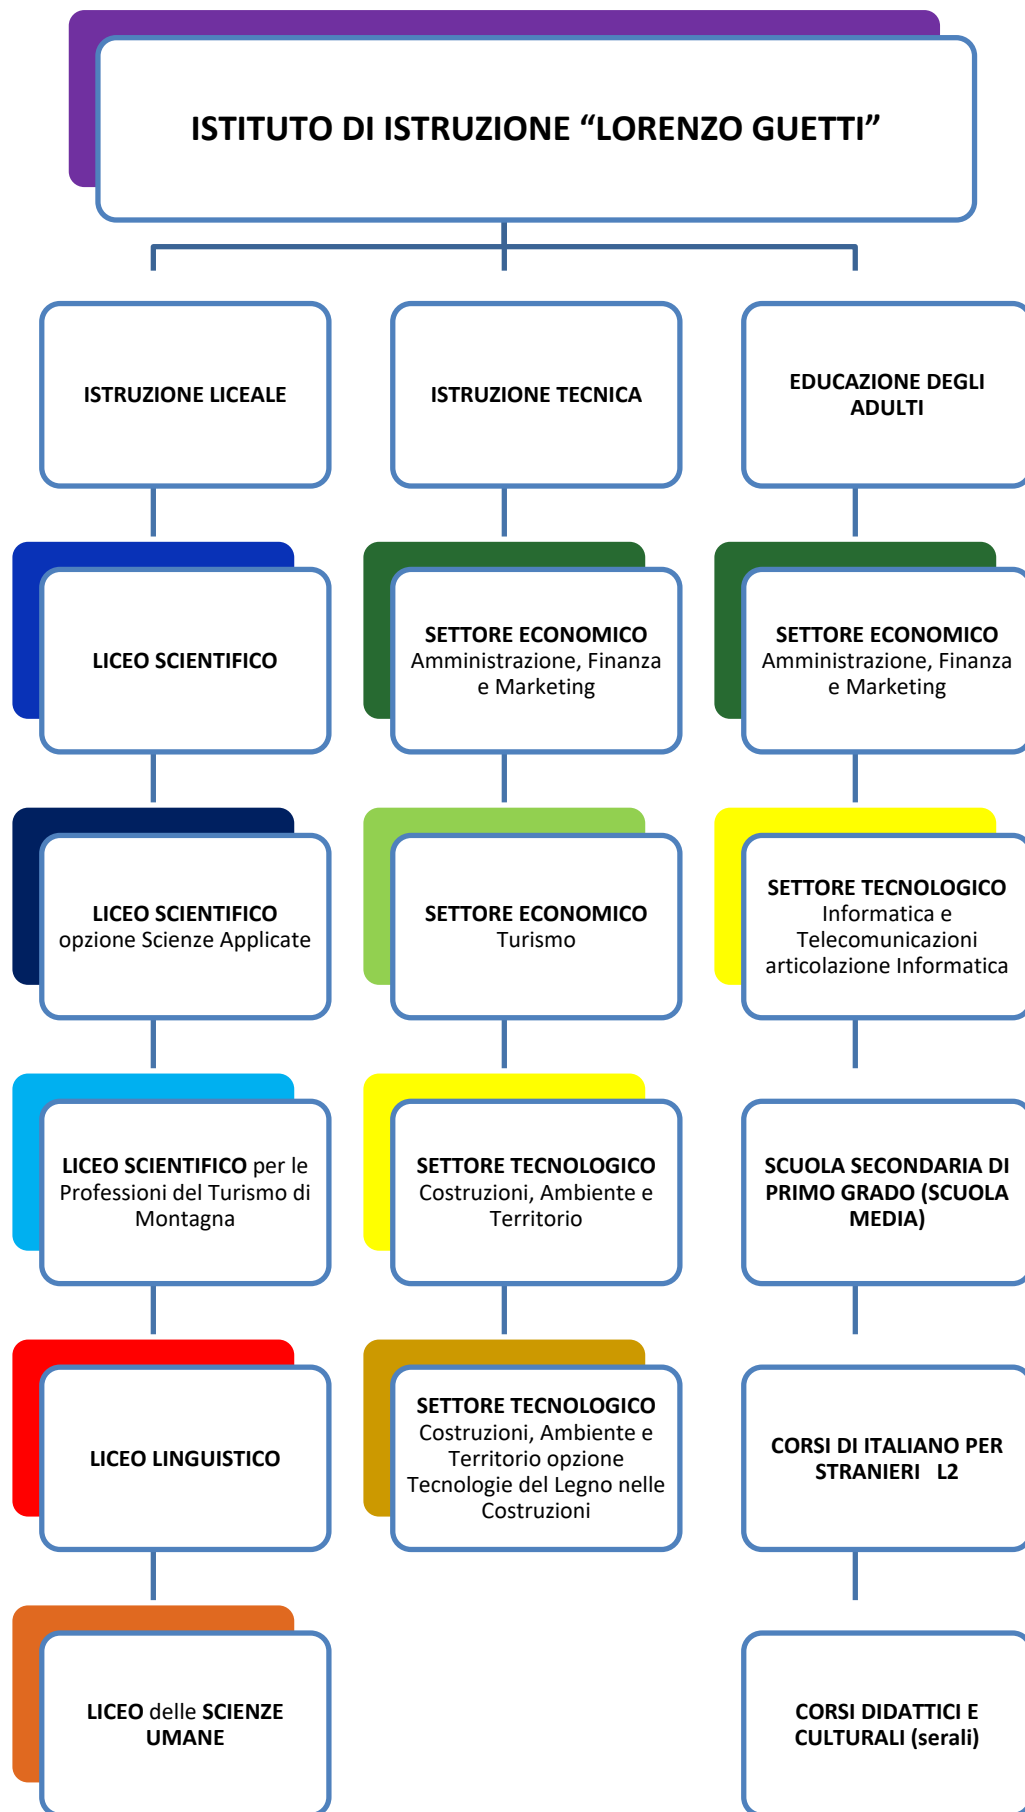 ISTITUTO DI ISTRUZIONE “LORENZO GUETTI”
ISTRUZIONE LICEALE
ISTRUZIONE TECNICA
EDUCAZIONE DEGLI
ADULTI
LICEO SCIENTIFICO
SETTORE ECONOMICO
Amministrazione, Finanza
e Marketing
SETTORE ECONOMICO
Amministrazione, Finanza
e Marketing
LICEO SCIENTIFICO
opzione Scienze Applicate
SETTORE ECONOMICO
Turismo
SETTORE TECNOLOGICO
Informatica e
Telecomunicazioni
articolazione Informatica
LICEO SCIENTIFICO per le
Professioni del Turismo di
Montagna
SETTORE TECNOLOGICO
Costruzioni, Ambiente e
Territorio
SCUOLA SECONDARIA DI
PRIMO GRADO (SCUOLA
MEDIA)
LICEO LINGUISTICO
SETTORE TECNOLOGICO
Costruzioni, Ambiente e
Territorio opzione
Tecnologie del Legno nelle
Costruzioni
CORSI DI ITALIANO PER
STRANIERI L2
LICEO delle SCIENZE
UMANE
CORSI DIDATTICI E
CULTURALI (serali)